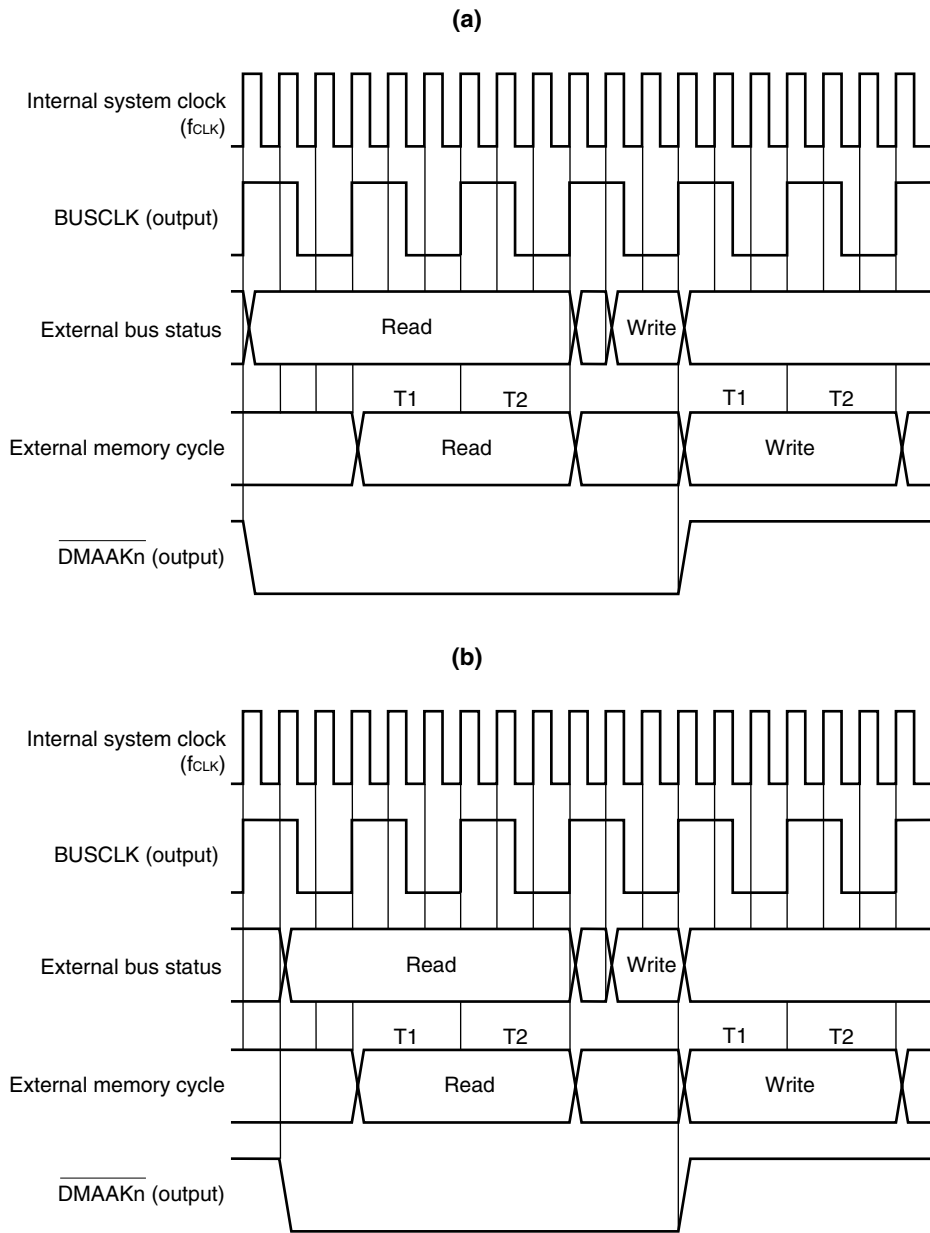 (a)
Internal system clock
(fCLK)
BUSCLK (output)
External bus status
Read
Write
T1
T2
T1
T2
External memory cycle
Read
Write
DMAAKn (output)
(b)
Internal system clock
(fCLK)
BUSCLK (output)
External bus status
Read
Write
T1
T2
T1
T2
External memory cycle
Read
Write
DMAAKn (output)